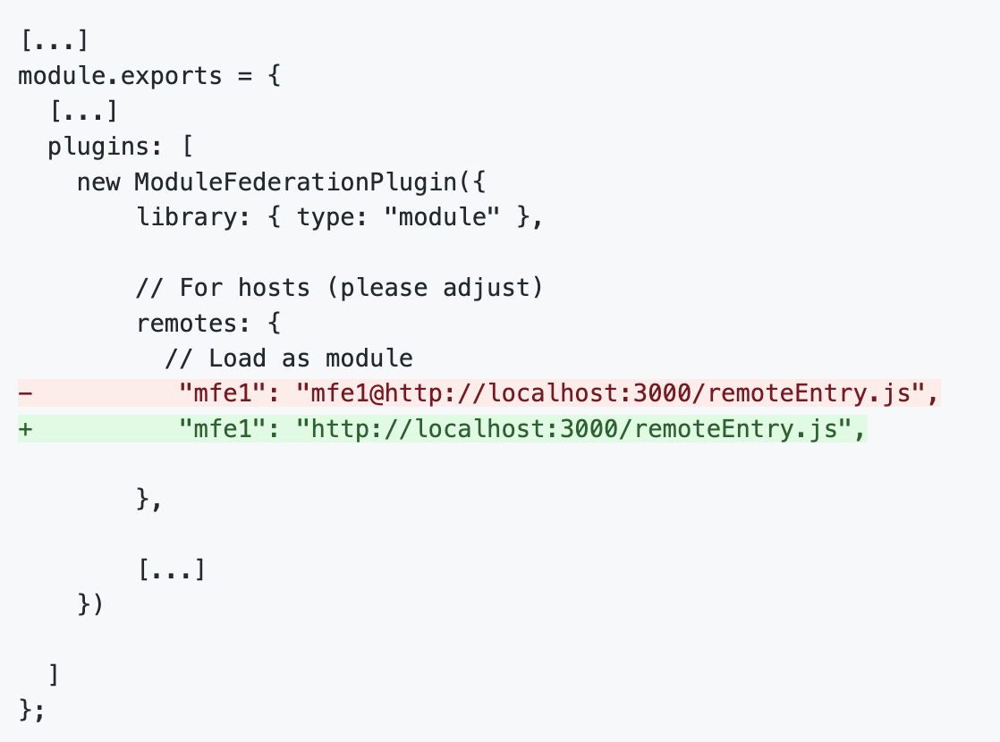 [...]
module.exports = {
  [...]
  plugins: [
    new ModuleFederationPlugin({
        library: { type: "module" },

        // For hosts (please adjust)
        remotes: {
          // Load as module
-          "mfe1": "mfe1@http://localhost:3000/remoteEntry.js",
+          "mfe1": "http://localhost:3000/remoteEntry.js",

        },

        [...]
    })

  ]
};